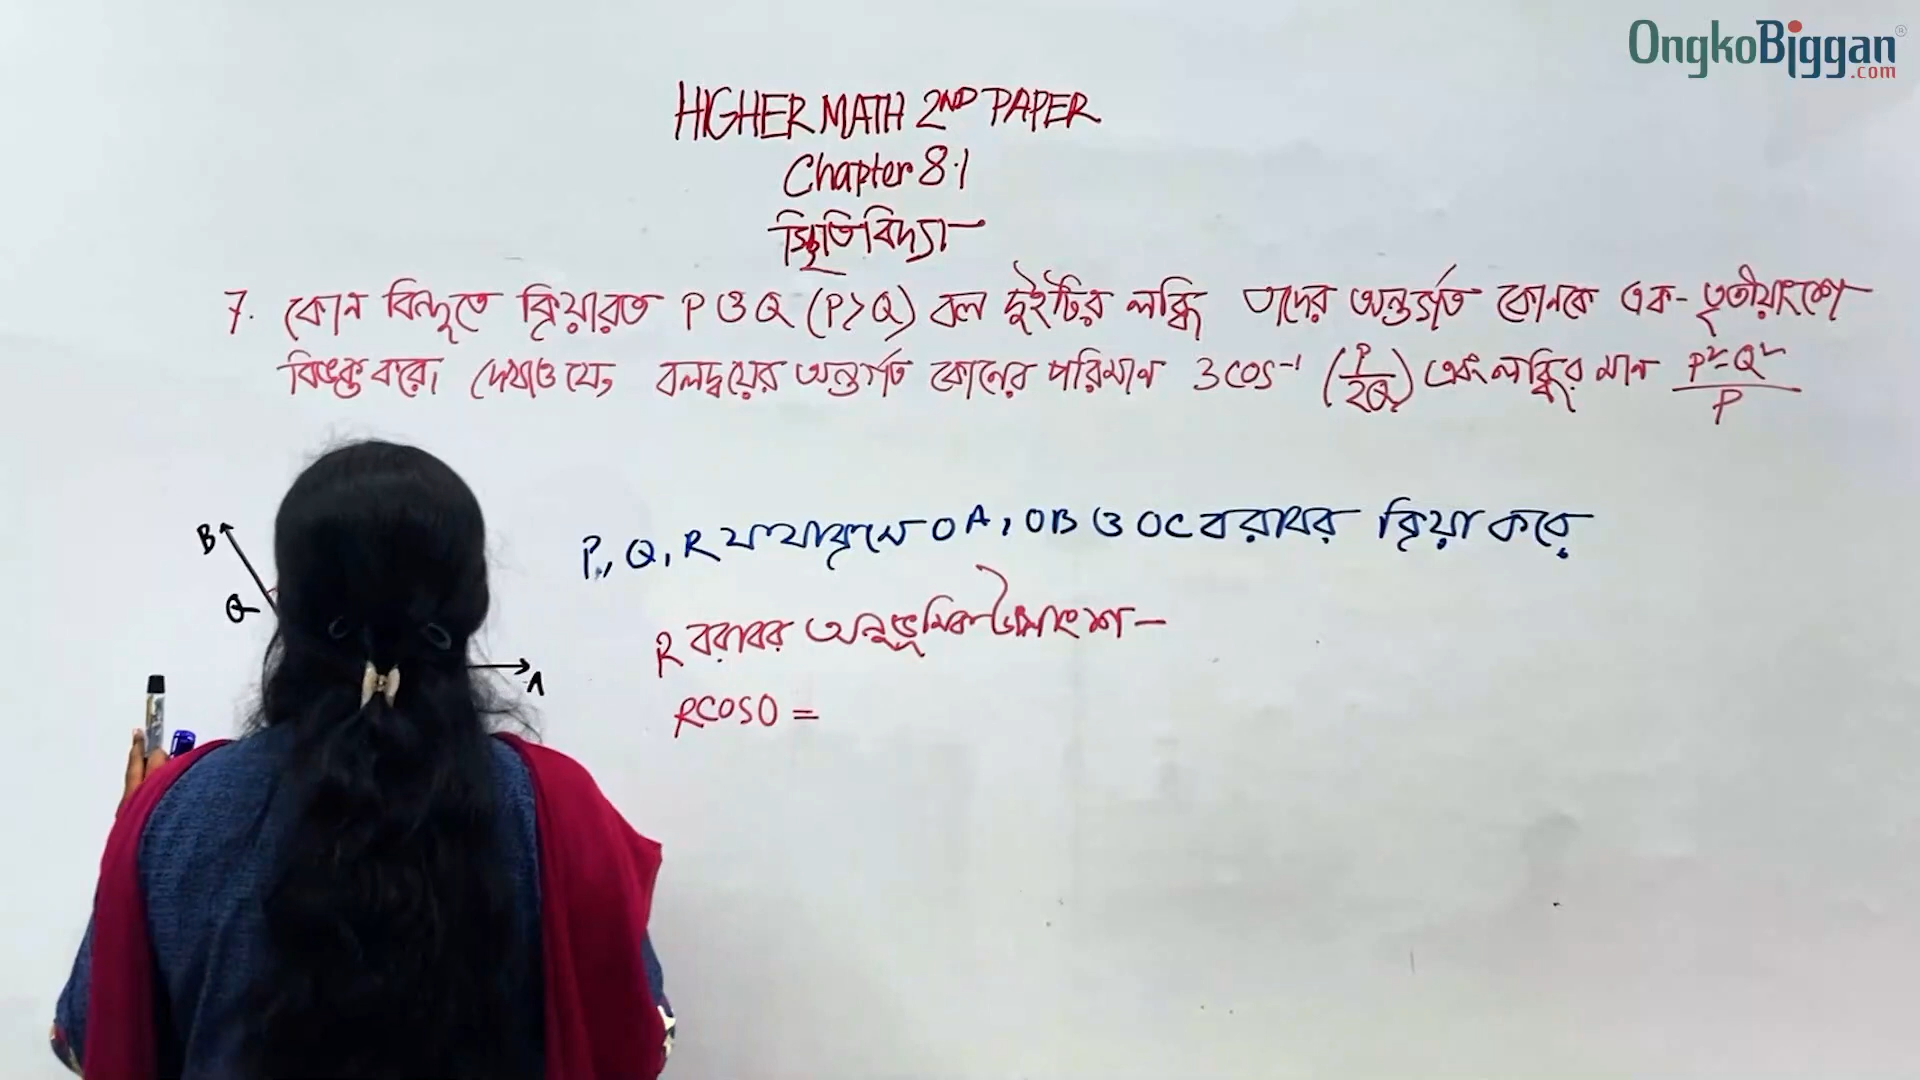 OngkoBiggan.com
HIGHER MATH 2ND PAPER
Chapter 8.1
স্থিতিবিদ্যা
7. কোন বিন্দুতে ক্রিয়ারত P ও Q (P>Q) বল দুইটির লব্ধি তাদের অন্তর্গত কোনকে এক-তৃতীয়াংশে
বিভক্ত করে। দেখাও যে, বলদ্বয়ের অন্তর্গত কোনের পরিমান 3cos⁻¹ (P/2Q) এবং লব্ধির মান P²-Q²/P
P, Q, R যথাক্রমে OA, OB ও OC বরাবর ক্রিয়া করে
B
Q
A
R বরাবর অনুভূমিক উপাংশ—
RCOS0 =